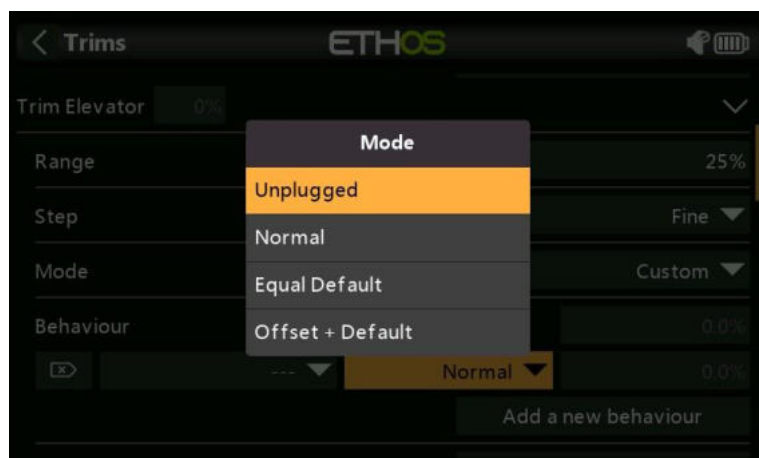 Trims ETHOS
Trim Elevator 0%
Mode
Range 25%
Unplugged
Step Fine
Normal
Mode Custom
Equal Default
Behaviour 0.0%
Offset + Default
--- Normal 0.0%
Add a new behaviour